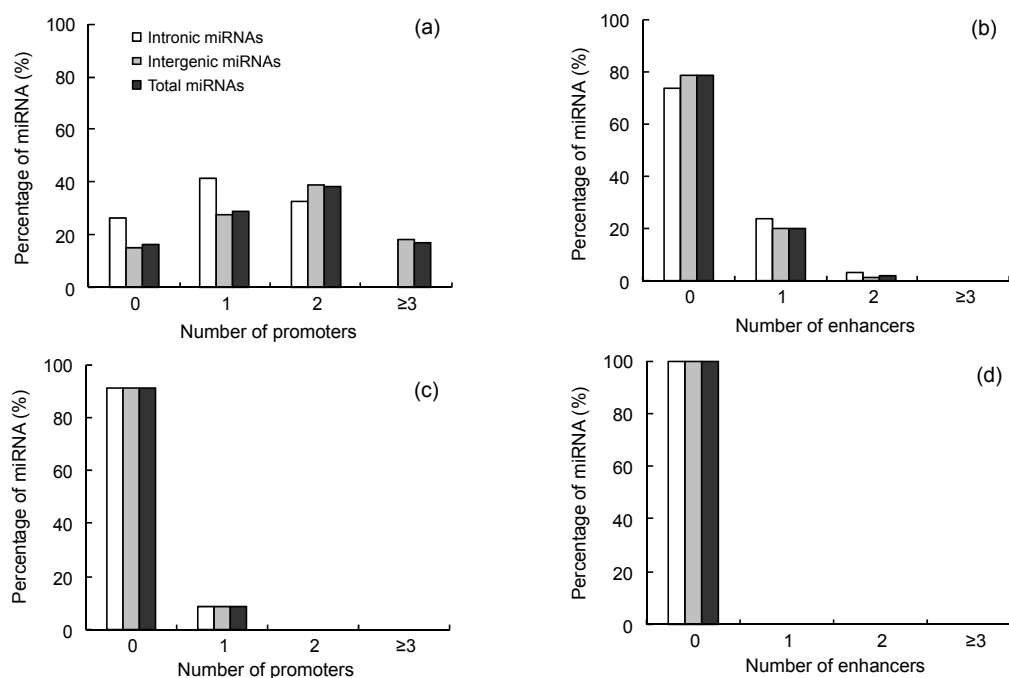 (a)
Intronic miRNAs
Intergenic miRNAs
Total miRNAs
Percentage of miRNA (%)
100
80
60
40
20
0
0 1 2 ≥3
Number of promoters
(b)
Percentage of miRNA (%)
100
80
60
40
20
0
0 1 2 ≥3
Number of enhancers
(c)
Percentage of miRNA (%)
100
80
60
40
20
0
0 1 2 ≥3
Number of promoters
(d)
Percentage of miRNA (%)
100
80
60
40
20
0
0 1 2 ≥3
Number of enhancers